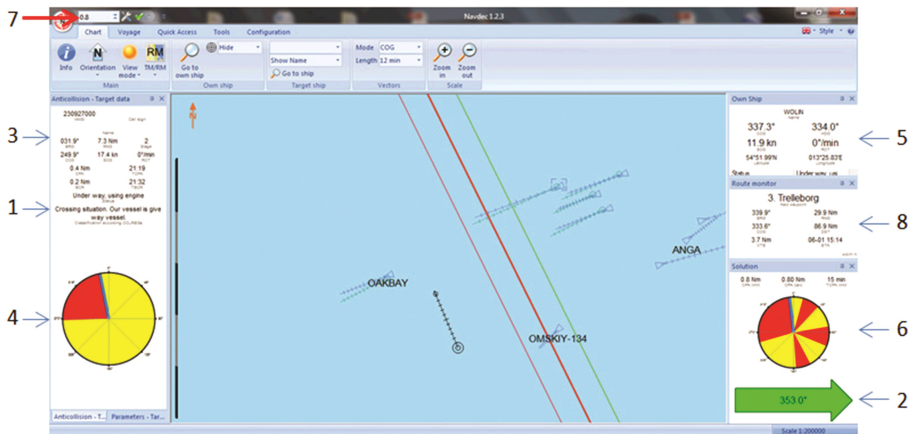 7
0.8
Navdec 1.2.3
Chart Voyage Quick Access Tools Configuration
Style
Info
N
Orientation
View mode
RM
TM/RM
Main
Go to own ship
Hide
Own ship
Show Name
Go to ship
Target ship
Mode COG
Length 12 min
Vectors
Zoom in
Zoom out
Scale
Anticollision - Target data
230927000
Call sign
Name
3
031.9° 7.3 Nm 2
249.9° 17.4 kn 0°/min
0.4 Nm 21:19
0.2 Nm 21:32
Under way, using engine
Status
1
Crossing situation. Our vessel is give way vessel.
4
Anticollision - T... Parameters - Tar...
N
OAKBAY
OMSKIY-134
ANGA
Own Ship
WOLIN
Name
337.3° 334.0°
5
11.9 kn 0°/min
54°51.99'N 013°25.83'E
Status Under way, usi
Route monitor
3. Trelleborg
339.9° 29.9 Nm
8
333.6° 86.9 Nm
3.7 Nm 06-01 15:14
Solution
0.8 Nm 0.80 Nm 15 min
6
353.0°
2
Scale 1:200000